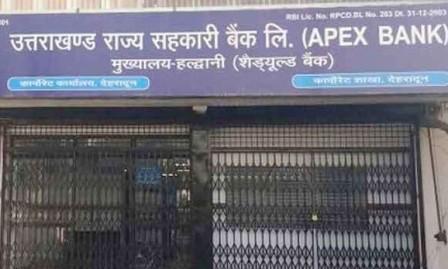 301
RBI Lic. No. RPCD.BL No. 263 Dt. 31-12-2003
उत्तराखण्ड राज्य सहकारी बैंक लि. (APEX BANK)
मुख्यालय-हल्द्वानी (शैड्यूल्ड बैंक)
कार्पोरेट कार्यालय, देहरादून
कार्पोरेट शाखा, देहरादून